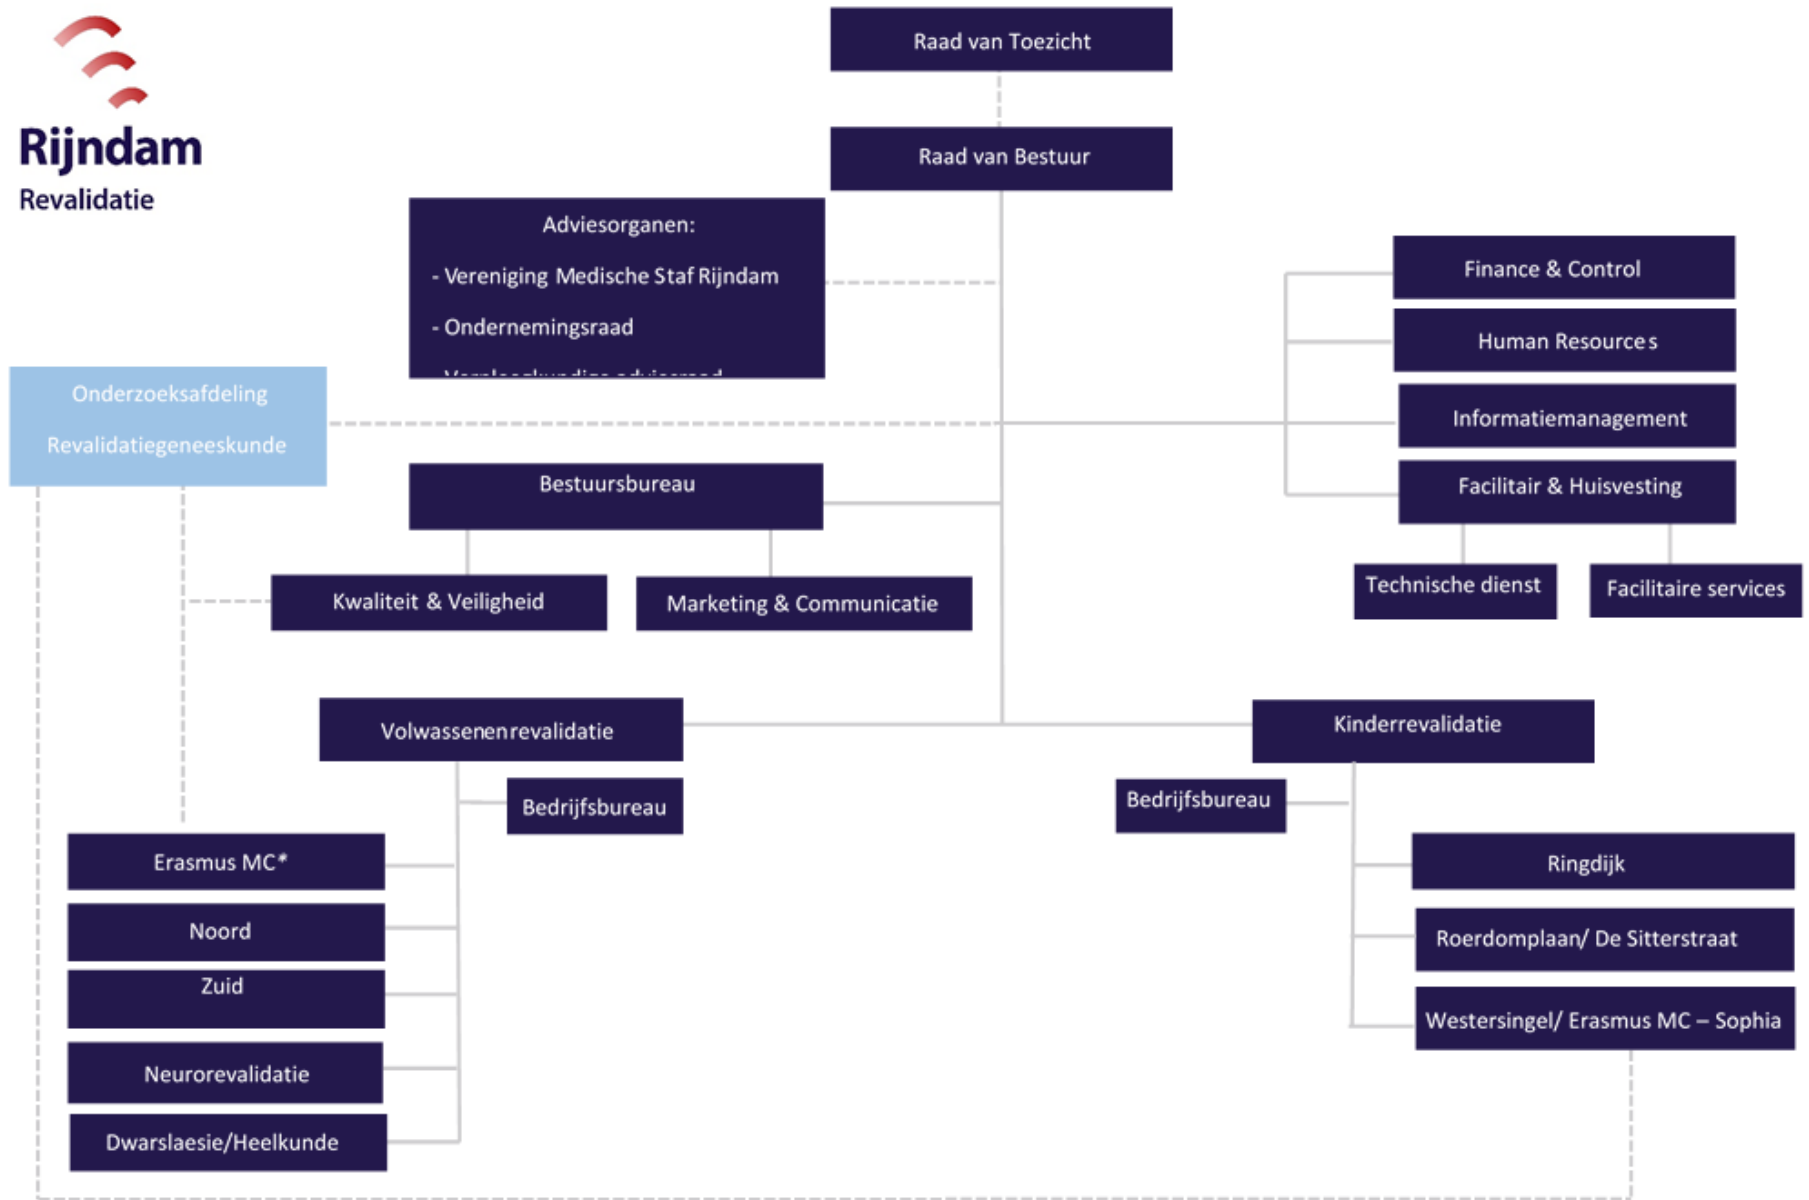 Rijndam
Revalidatie
Raad van Toezicht
Raad van Bestuur
Adviesorganen:
- Vereniging Medische Staf Rijndam
- Ondernemingsraad
Finance & Control
Human Resources
Informatiemanagement
Facilitair & Huisvesting
Technische dienst
Facilitaire services
Onderzoeksafdeling
Revalidatiegeneeskunde
Bestuursbureau
Kwaliteit & Veiligheid
Marketing & Communicatie
Volwassenenrevalidatie
Bedrijfsbureau
Erasmus MC*
Noord
Zuid
Neurorevalidatie
Dwarslaesie/Heelkunde
Kinderrevalidatie
Bedrijfsbureau
Ringdijk
Roerdomplaan/ De Sitterstraat
Westersingel/ Erasmus MC – Sophia